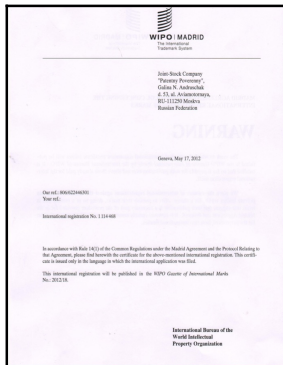 WIPO | MADRID
The International
Trademark System
Joint-Stock Company
"Patentny Poverenny",
Galina N. Andruschak
d. 53, ul. Aviamotornaya,
RU-111250 Moskva
Russian Federation
WARNING
Geneva, May 17, 2012
Our ref.:
Your ref.:
International registration No. 1 114 460
In accordance with Rule 14(1) of the Common Regulations under the Madrid Agreement and the Protocol Relating to
that Agreement, please find herewith the certificate for the above-mentioned international registration. This certifi-
cate is issued only in the language in which the international application was filed.
This international registration will be published in the WIPO Gazette of International Marks
No.: 2012/18.
International Bureau of the
World Intellectual
Property Organization